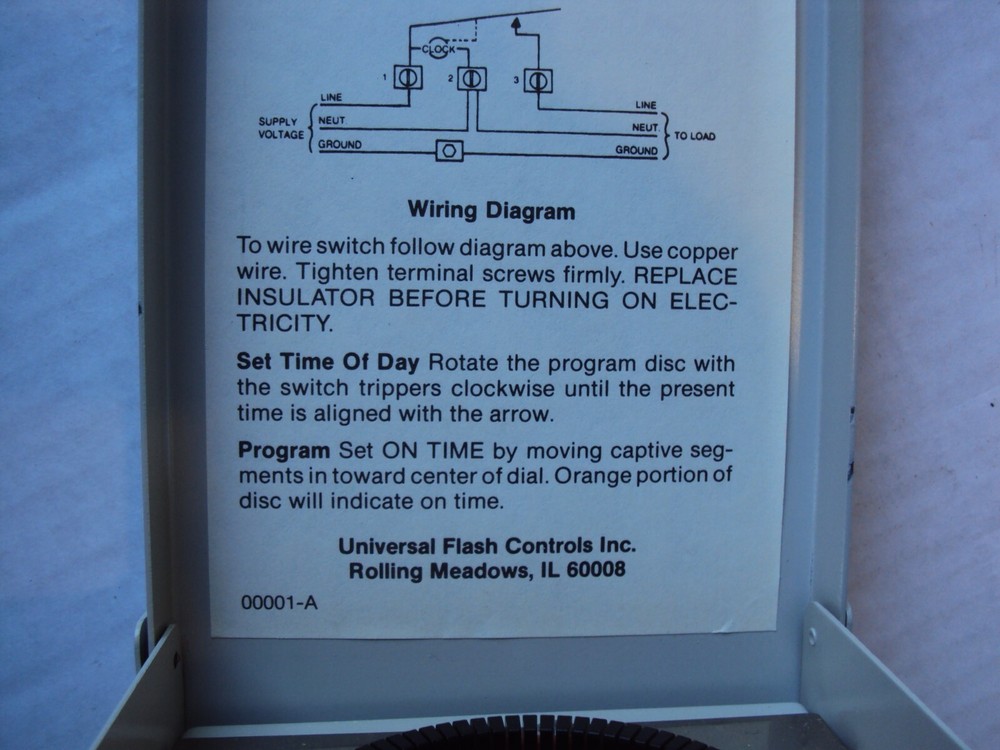 CLOCK
1 2 3
LINE LINE
SUPPLY VOLTAGE NEUT NEUT. TO LOAD
GROUND GROUND
Wiring Diagram
To wire switch follow diagram above. Use copper
wire. Tighten terminal screws firmly. REPLACE
INSULATOR BEFORE TURNING ON ELEC-
TRICITY.
Set Time Of Day Rotate the program disc with
the switch trippers clockwise until the present
time is aligned with the arrow.
Program Set ON TIME by moving captive seg-
ments in toward center of dial. Orange portion of
disc will indicate on time.
Universal Flash Controls Inc.
Rolling Meadows, IL 60008
00001-A